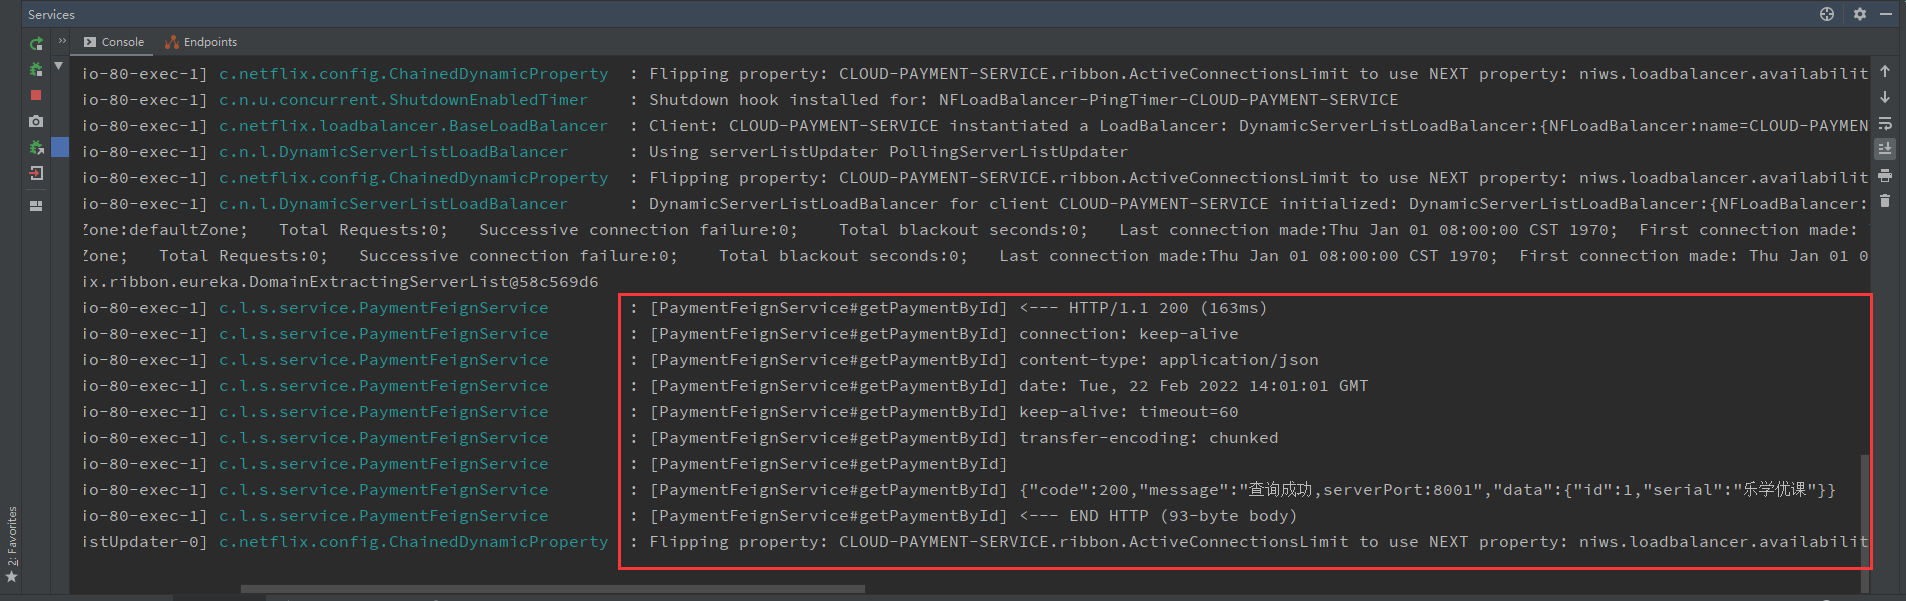 Services
Console Endpoints
io-80-exec-1] c.netflix.config.ChainedDynamicProperty : Flipping property: CLOUD-PAYMENT-SERVICE.ribbon.ActiveConnectionsLimit to use NEXT property: niws.loadbalancer.availabilit
io-80-exec-1] c.n.u.concurrent.ShutdownEnabledTimer : Shutdown hook installed for: NFLoadBalancer-PingTimer-CLOUD-PAYMENT-SERVICE
io-80-exec-1] c.netflix.loadbalancer.BaseLoadBalancer : Client: CLOUD-PAYMENT-SERVICE instantiated a LoadBalancer: DynamicServerListLoadBalancer:{NFLoadBalancer:name=CLOUD-PAYMEN
io-80-exec-1] c.n.l.DynamicServerListLoadBalancer : Using serverListUpdater PollingServerListUpdater
io-80-exec-1] c.netflix.config.ChainedDynamicProperty : Flipping property: CLOUD-PAYMENT-SERVICE.ribbon.ActiveConnectionsLimit to use NEXT property: niws.loadbalancer.availabilit
io-80-exec-1] c.n.l.DynamicServerListLoadBalancer : DynamicServerListLoadBalancer for client CLOUD-PAYMENT-SERVICE initialized: DynamicServerListLoadBalancer:{NFLoadBalancer:
Zone:defaultZone; Total Requests:0; Successive connection failure:0; Total blackout seconds:0; Last connection made:Thu Jan 01 08:00:00 CST 1970; First connection made:
Zone; Total Requests:0; Successive connection failure:0; Total blackout seconds:0; Last connection made:Thu Jan 01 08:00:00 CST 1970; First connection made: Thu Jan 01 0
ix.ribbon.eureka.DomainExtractingServerList@58c569d6
io-80-exec-1] c.l.s.service.PaymentFeignService : [PaymentFeignService#getPaymentById] <--- HTTP/1.1 200 (163ms)
io-80-exec-1] c.l.s.service.PaymentFeignService : [PaymentFeignService#getPaymentById] connection: keep-alive
io-80-exec-1] c.l.s.service.PaymentFeignService : [PaymentFeignService#getPaymentById] content-type: application/json
io-80-exec-1] c.l.s.service.PaymentFeignService : [PaymentFeignService#getPaymentById] date: Tue, 22 Feb 2022 14:01:01 GMT
io-80-exec-1] c.l.s.service.PaymentFeignService : [PaymentFeignService#getPaymentById] keep-alive: timeout=60
io-80-exec-1] c.l.s.service.PaymentFeignService : [PaymentFeignService#getPaymentById] transfer-encoding: chunked
io-80-exec-1] c.l.s.service.PaymentFeignService : [PaymentFeignService#getPaymentById]
io-80-exec-1] c.l.s.service.PaymentFeignService : [PaymentFeignService#getPaymentById] {"code":200,"message":"查询成功,serverPort:8001","data":{"id":1,"serial":"乐学优课"}}
io-80-exec-1] c.l.s.service.PaymentFeignService : [PaymentFeignService#getPaymentById] <--- END HTTP (93-byte body)
istUpdater-0] c.netflix.config.ChainedDynamicProperty : Flipping property: CLOUD-PAYMENT-SERVICE.ribbon.ActiveConnectionsLimit to use NEXT property: niws.loadbalancer.availabilit
2: Favorites